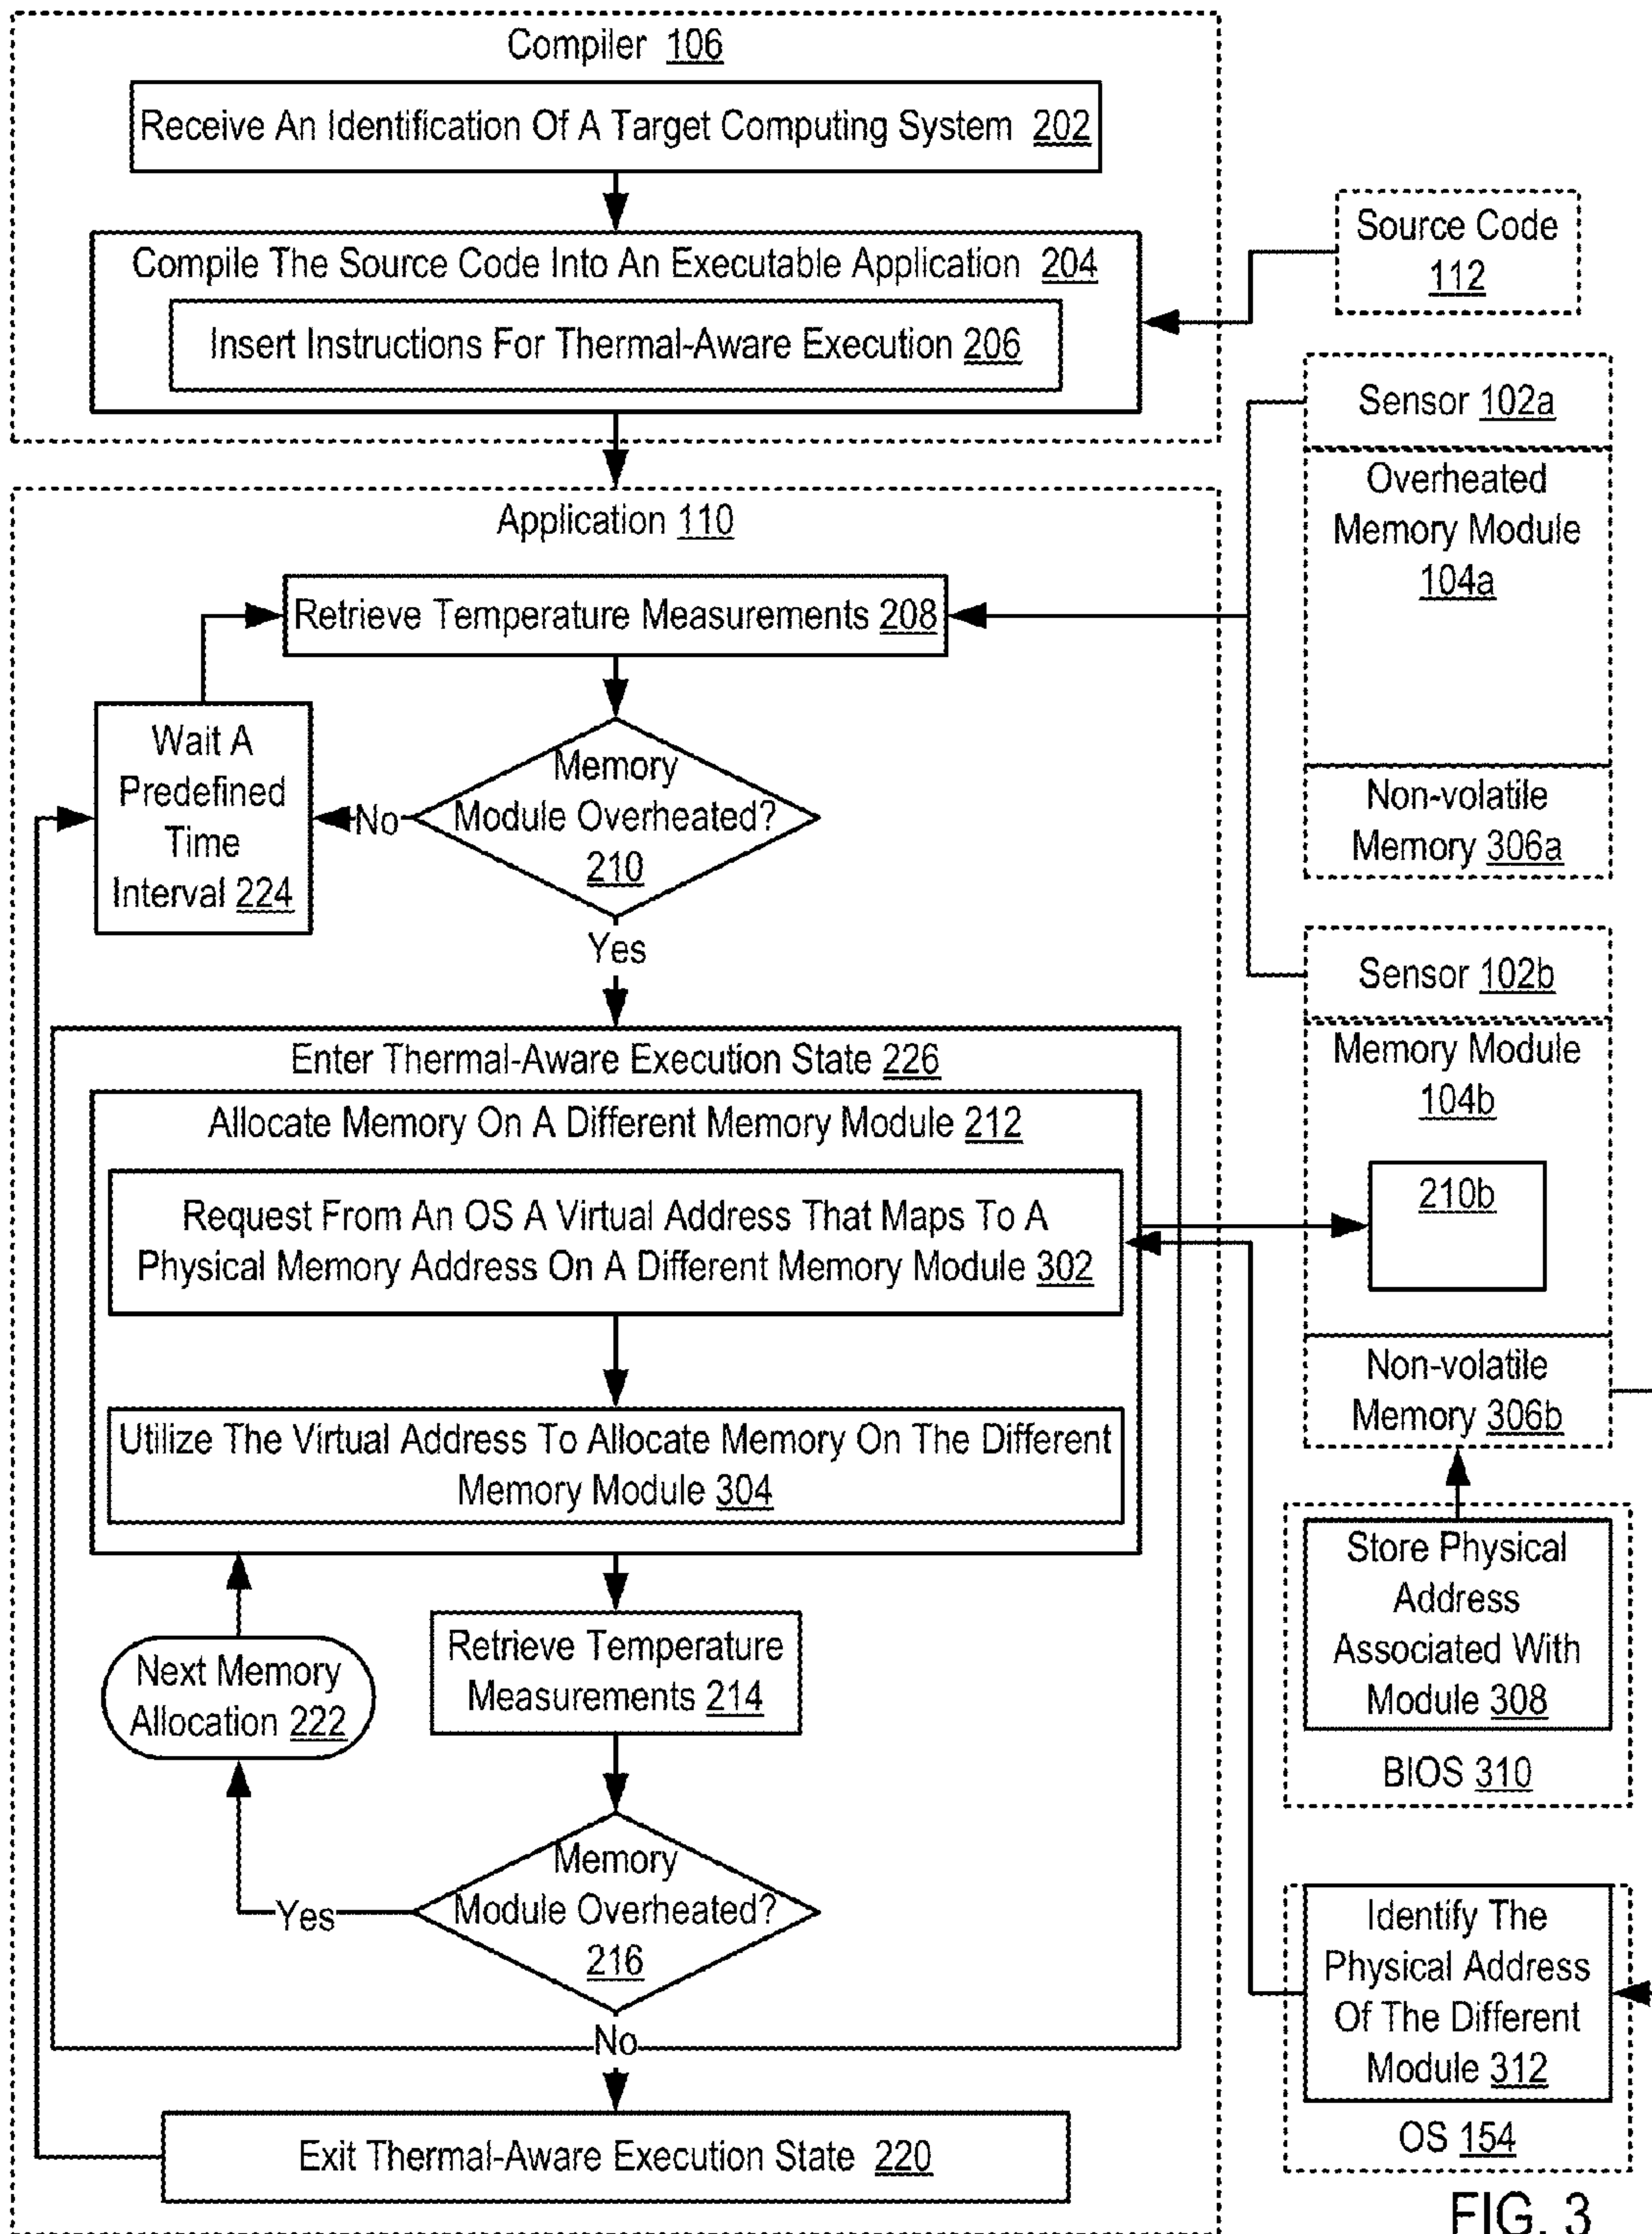 Compiler 106
Receive An Identification Of A Target Computing System 202
Compile The Source Code Into An Executable Application 204
Insert Instructions For Thermal-Aware Execution 206
Source Code
112
Sensor 102a
Overheated
Memory Module
104a
Non-volatile
Memory 306a
Application 110
Retrieve Temperature Measurements 208
Wait A
Predefined
Time
Interval 224
No
Memory
Module Overheated?
210
Yes
Sensor 102b
Memory Module
104b
210b
Non-volatile
Memory 306b
Enter Thermal-Aware Execution State 226
Allocate Memory On A Different Memory Module 212
Request From An OS A Virtual Address That Maps To A
Physical Memory Address On A Different Memory Module 302
Utilize The Virtual Address To Allocate Memory On The Different
Memory Module 304
Store Physical
Address
Associated With
Module 308
BIOS 310
Next Memory
Allocation 222
Retrieve Temperature
Measurements 214
Yes
Memory
Module Overheated?
216
No
Identify The
Physical Address
Of The Different
Module 312
OS 154
Exit Thermal-Aware Execution State 220
FIG. 3